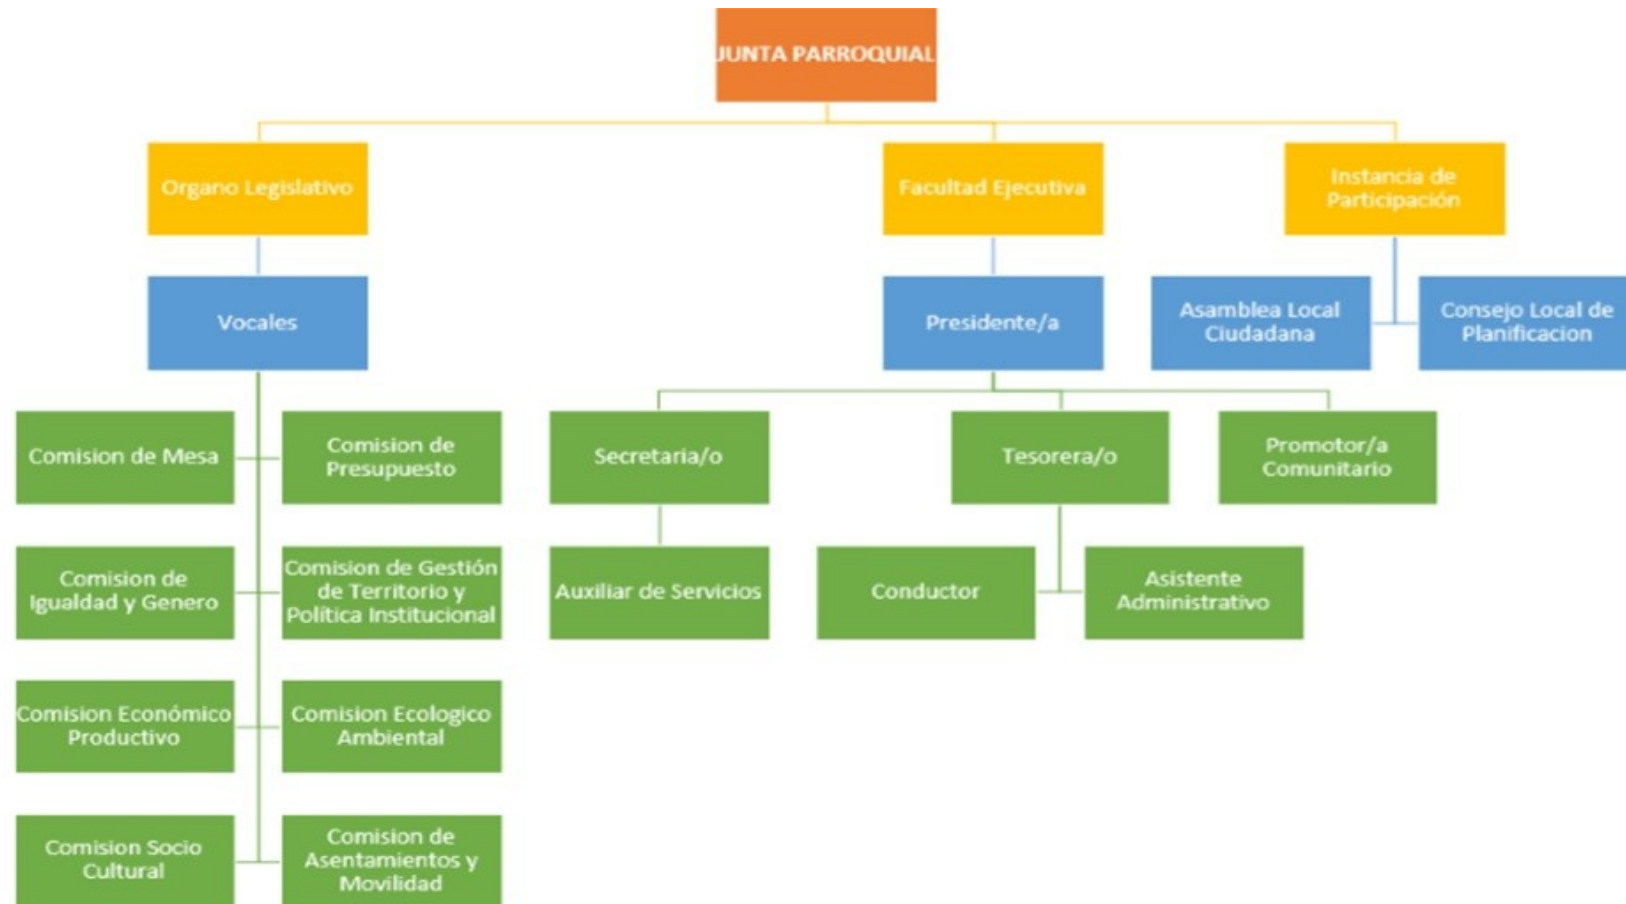 JUNTA PARROQUIAL
Organo Legislativo
Facultad Ejecutiva
Instancia de
Participación
Vocales
Presidente/a
Asamblea Local
Ciudadana
Consejo Local de
Planificacion
Comision de Mesa
Comision de
Presupuesto
Secretaria/o
Tesorera/o
Promotor/a
Comunitario
Comision de
Igualdad y Genero
Comision de Gestión
de Territorio y
Política Institucional
Auxiliar de Servicios
Conductor
Asistente
Administrativo
Comision Económico
Productivo
Comision Ecologico
Ambiental
Comision Socio
Cultural
Comision de
Asentamientos y
Movilidad